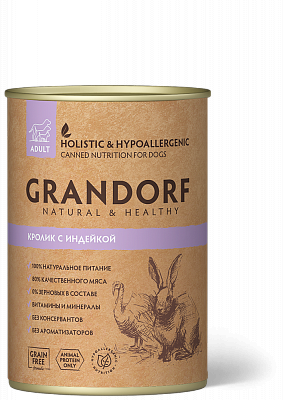 ADULT
HOLISTIC & HYPOALLERGENIC
CANNED NUTRITION FOR DOGS
GRANDORF
NATURAL & HEALTHY
КРОЛИК С ИНДЕЙКОЙ
100% НАТУРАЛЬНОЕ ПИТАНИЕ
80% КАЧЕСТВЕННОГО МЯСА
0% ЗЕРНОВЫХ В СОСТАВЕ
ВИТАМИНЫ И МИНЕРАЛЫ
БЕЗ КОНСЕРВАНТОВ
БЕЗ АРОМАТИЗАТОРОВ
GRAIN
FREE
ANIMAL
PROTEIN
ONLY